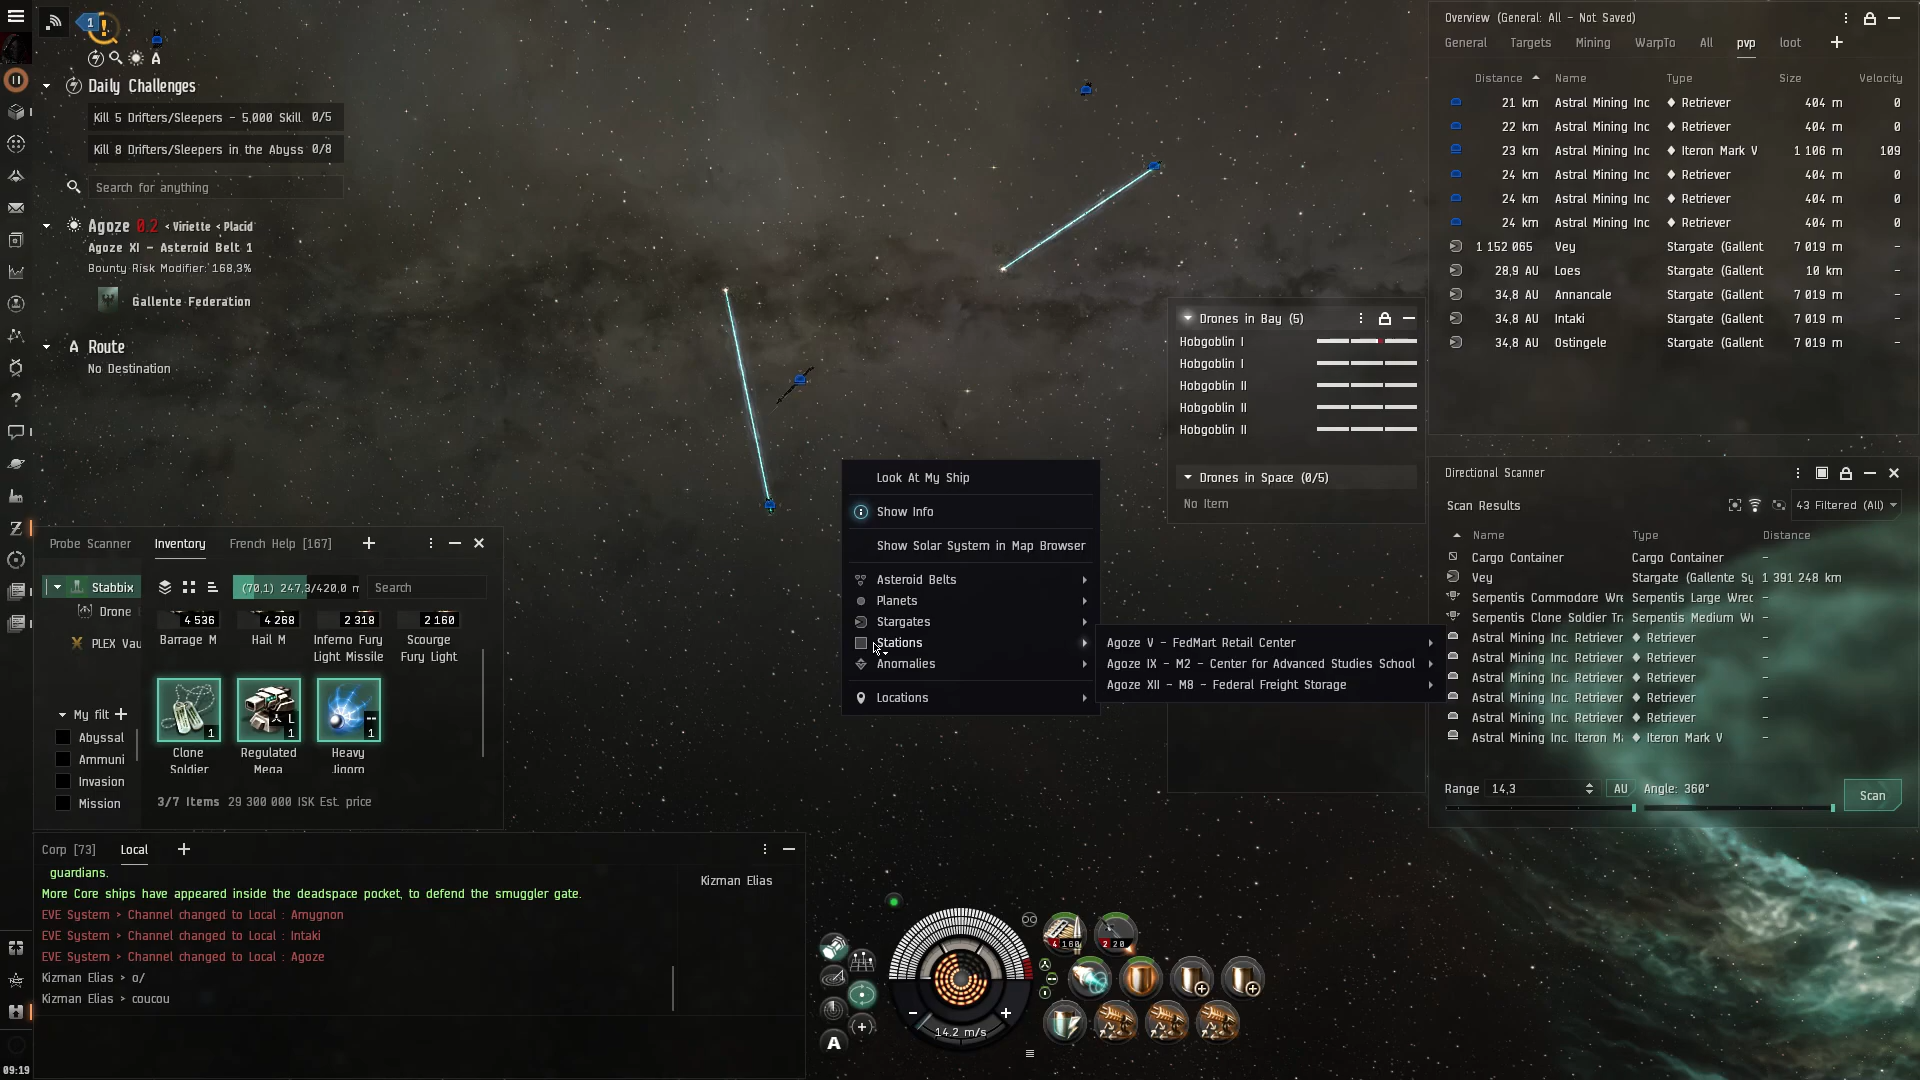 1
A
Daily Challenges
Kill 5 Drifters/Sleepers - 5,000 Skill 0/5
Kill 8 Drifters/Sleepers in the Abyss 0/8
Search for anything
Agoze 0.2 < Viriette < Placid
Agoze XI - Asteroid Belt 1
Bounty Risk Modifier: 168,3%
Gallente Federation
A Route
No Destination
Overview (General: All - Not Saved)
General Targets Mining WarpTo All pvp loot +
Distance Name Type Size Velocity
21 km Astral Mining Inc Retriever 404 m 0
22 km Astral Mining Inc Retriever 404 m 0
23 km Astral Mining Inc Iteron Mark V 1 106 m 109
24 km Astral Mining Inc Retriever 404 m 0
24 km Astral Mining Inc Retriever 404 m 0
24 km Astral Mining Inc Retriever 404 m 0
1 152 065 Vey Stargate (Gallent 7 019 m -
28,9 AU Loes Stargate (Gallent 10 km -
34,8 AU Annancale Stargate (Gallent 7 019 m -
34,8 AU Intaki Stargate (Gallent 7 019 m -
34,8 AU Ostingele Stargate (Gallent 7 019 m -
Drones in Bay (5)
Hobgoblin I
Hobgoblin I
Hobgoblin II
Hobgoblin II
Hobgoblin II
Drones in Space (0/5)
No Item
Look At My Ship
Show Info
Show Solar System in Map Browser
Asteroid Belts
Planets
Stargates
Stations
Anomalies
Locations
Agoze V - FedMart Retail Center
Agoze IX - M2 - Center for Advanced Studies School
Agoze XII - M8 - Federal Freight Storage
Directional Scanner
Scan Results 43 Filtered (All)
Name Type Distance
Cargo Container Cargo Container -
Vey Stargate (Gallente Sy 1 391 248 km
Serpentis Commodore Wre Serpentis Large Wrec -
Serpentis Clone Soldier Tr Serpentis Medium Wr -
Astral Mining Inc. Retriever Retriever -
Astral Mining Inc. Retriever Retriever -
Astral Mining Inc. Retriever Retriever -
Astral Mining Inc. Retriever Retriever -
Astral Mining Inc. Retriever Retriever -
Astral Mining Inc. Iteron Ma Iteron Mark V -
Range 14,3 AU Angle: 360° Scan
Probe Scanner Inventory French Help [167] +
Stabbix
Drone
PLEX Vau
(70,1) 247,3/420,0 m Search
4 536 4 268 2 318 2 160
Barrage M Hail M Inferno Fury Light Missile Scourge Fury Light
1 L 1 -- 1
Clone Soldier Regulated Mega Heavy Jigoro
My filt +
Abyssal
Ammuni
Invasion
Mission
3/7 Items 29 300 000 ISK Est. price
Corp [73] Local +
guardians.
More Core ships have appeared inside the deadspace pocket, to defend the smuggler gate.
EVE System > Channel changed to Local : Amygnon
EVE System > Channel changed to Local : Intaki
EVE System > Channel changed to Local : Agoze
Kizman Elias > o/
Kizman Elias > coucou
Kizman Elias
4 160 2 20
14.2 m/s
A
09:19